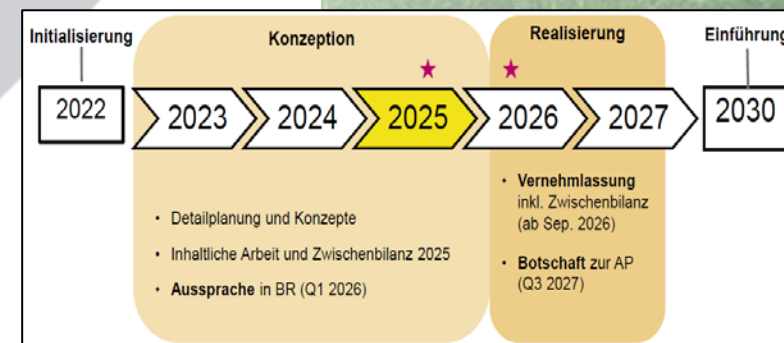 Initialisierung
Konzeption
Realisierung
Einführung
2022
2023
2024
2025
2026
2027
2030
• Detailplanung und Konzepte
• Inhaltliche Arbeit und Zwischenbilanz 2025
• Aussprache in BR (Q1 2026)
• Vernehmlassung
inkl. Zwischenbilanz
(ab Sep. 2026)
• Botschaft zur AP
(Q3 2027)